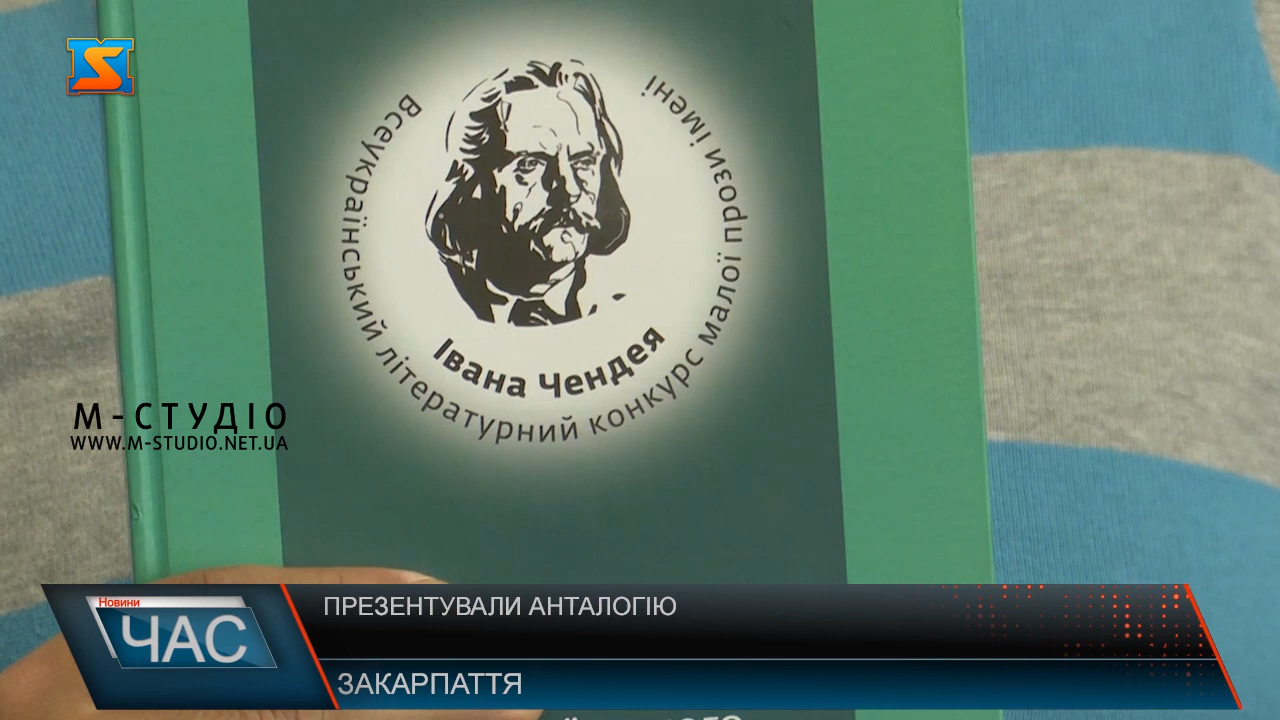 Всеукраїнський літературний конкурс малої прози імені
Івана Чендея
М-СТУДІО
WWW.M-STUDIO.NET.UA
Новини
ЧАС
ПРЕЗЕНТУВАЛИ АНТАЛОГІЮ
ЗАКАРПАТТЯ